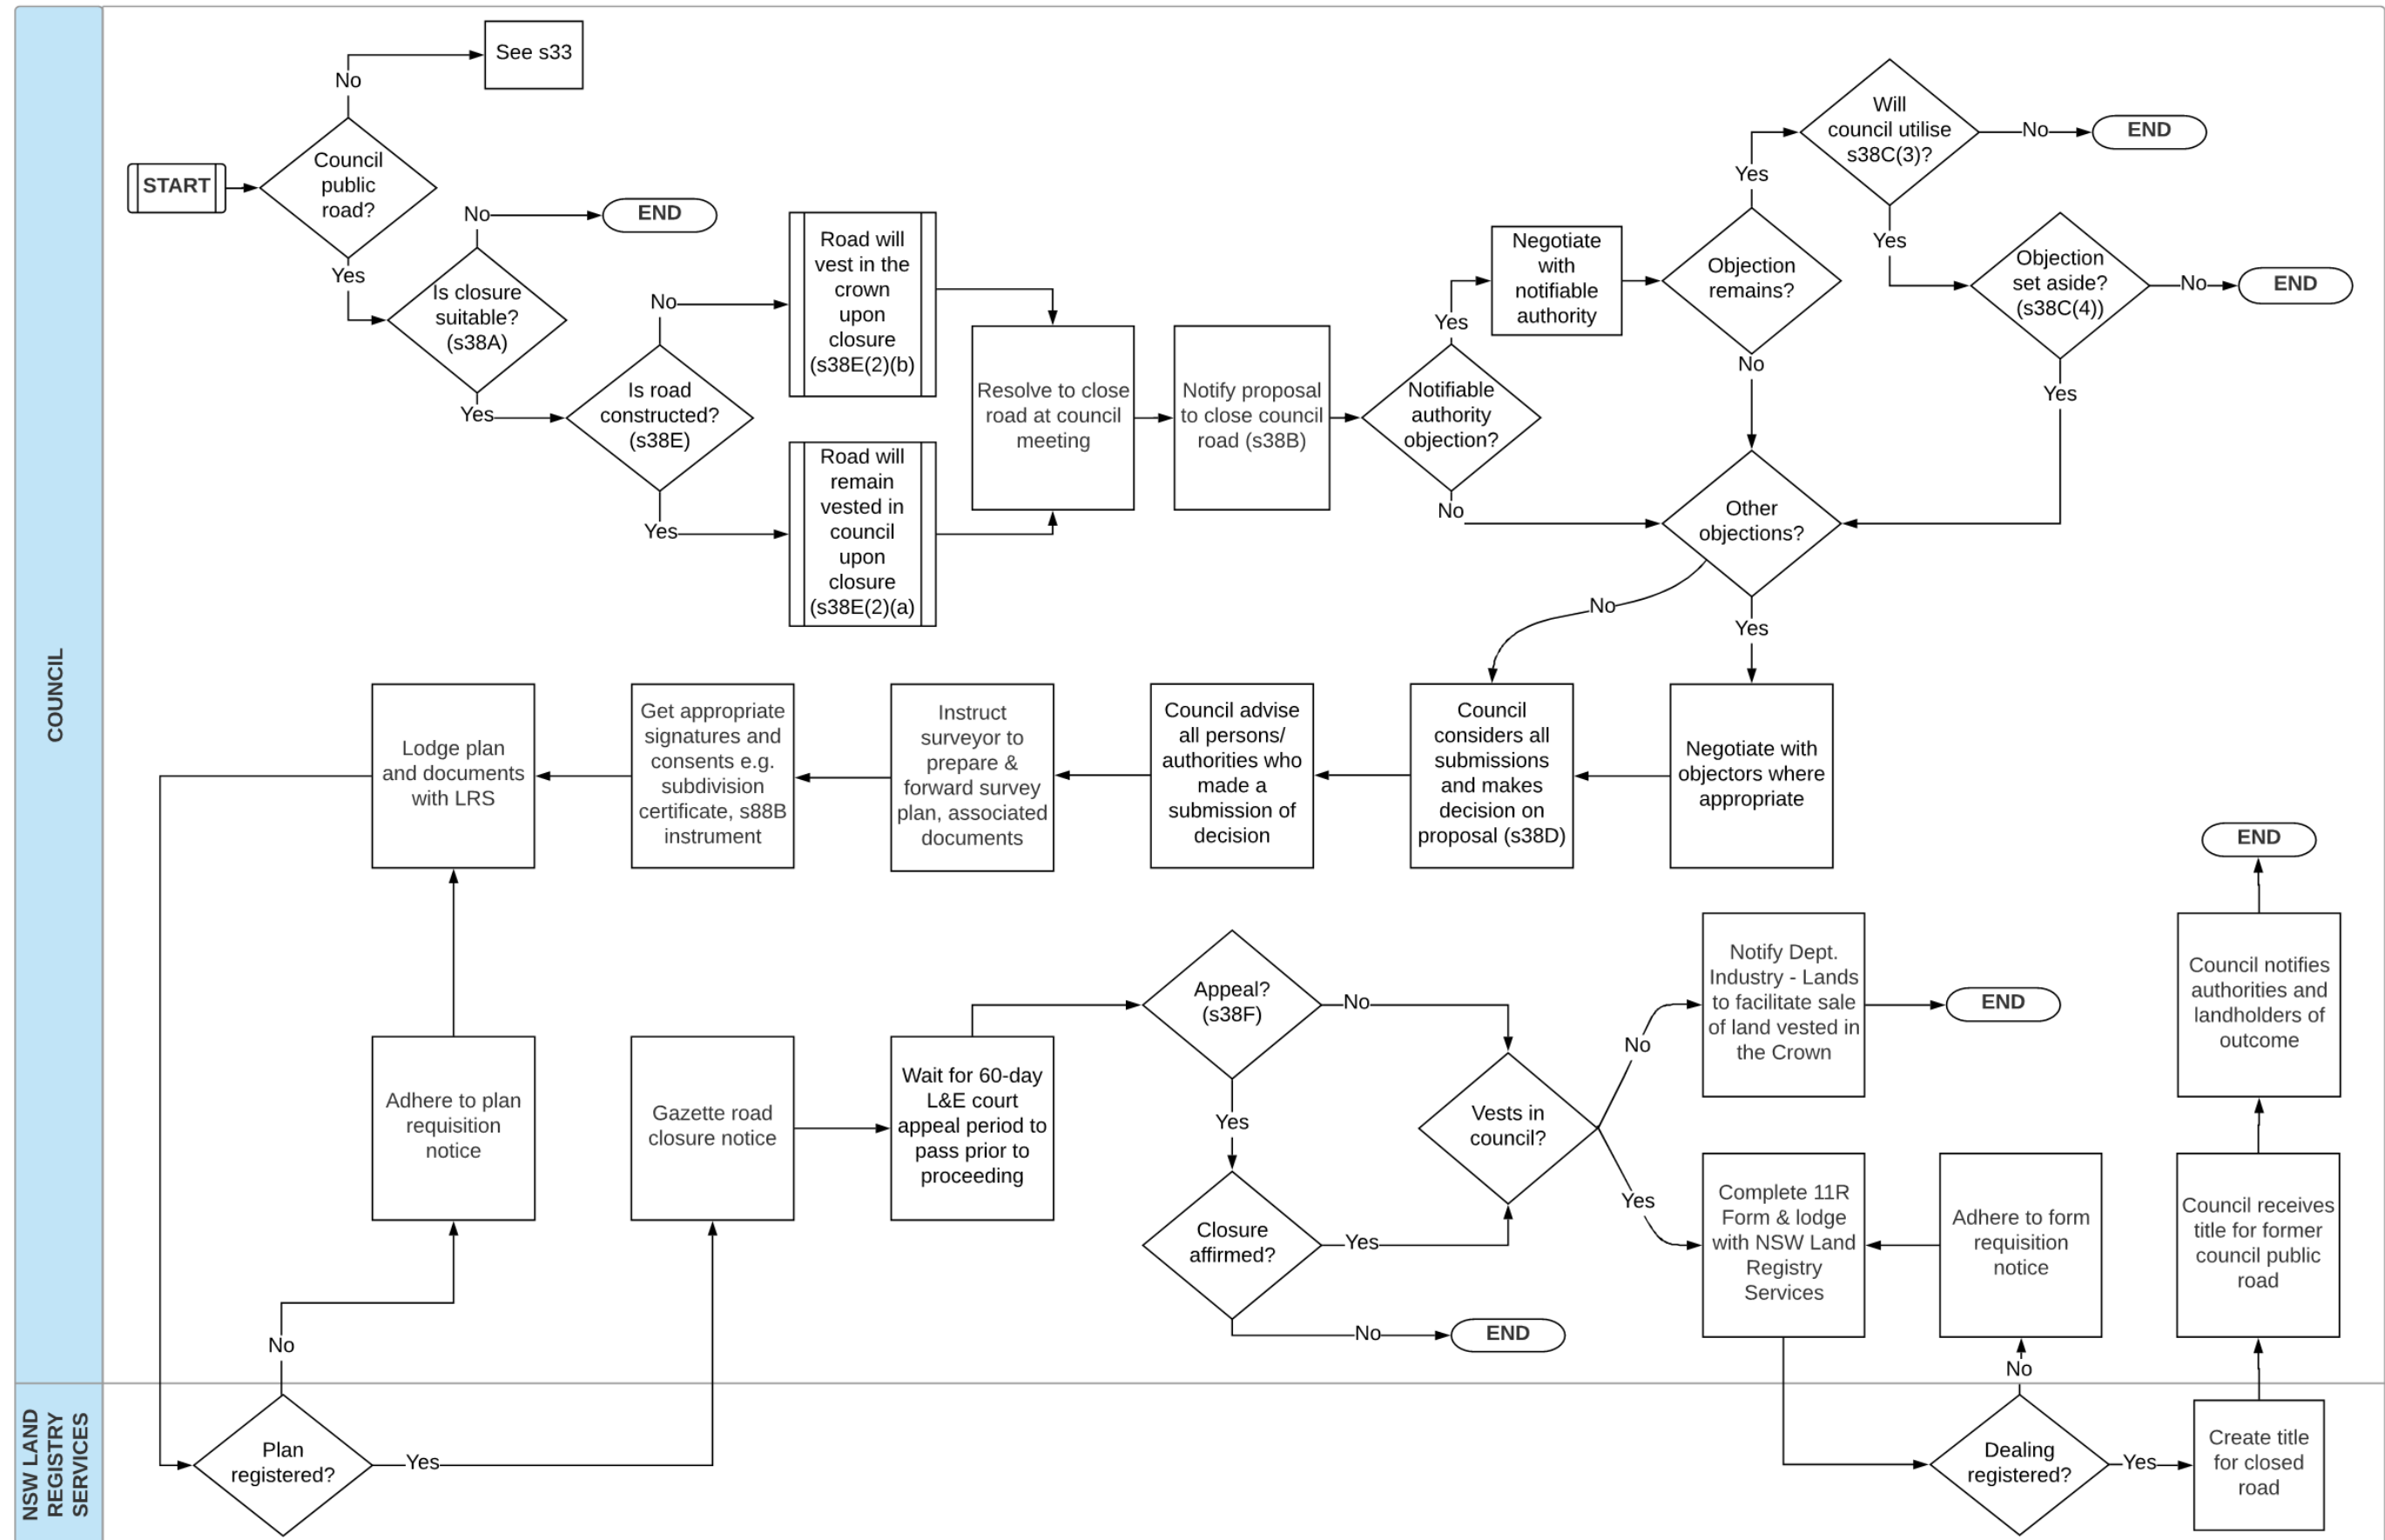 COUNCIL
NSW LAND
REGISTRY
SERVICES
START
Council
public
road?
No
See s33
Yes
Is closure
suitable?
(s38A)
No
END
Yes
Is road
constructed?
(s38E)
No
Road will
vest in the
crown
upon
closure
(s38E(2)(b)
Yes
Road will
remain
vested in
council
upon
closure
(s38E(2)(a)
Resolve to close
road at council
meeting
Notify proposal
to close council
road (s38B)
Notifiable
authority
objection?
Yes
Negotiate
with
notifiable
authority
No
Objection
remains?
Yes
Will
council utilise
s38C(3)?
No
END
Yes
Objection
set aside?
(s38C(4))
No
END
Yes
No
Other
objections?
No
Yes
Negotiate with
objectors where
appropriate
Council
considers all
submissions
and makes
decision on
proposal (s38D)
Council advise
all persons/
authorities who
made a
submission of
decision
Instruct
surveyor to
prepare &
forward survey
plan, associated
documents
Get appropriate
signatures and
consents e.g.
subdivision
certificate, s88B
instrument
Lodge plan
and documents
with LRS
Plan
registered?
No
Adhere to plan
requisition
notice
Yes
Gazette road
closure notice
Wait for 60-day
L&E court
appeal period to
pass prior to
proceeding
Appeal?
(s38F)
No
Yes
Closure
affirmed?
Yes
No
END
Vests in
council?
No
Notify Dept.
Industry - Lands
to facilitate sale
of land vested in
the Crown
END
Yes
Complete 11R
Form & lodge
with NSW Land
Registry
Services
Dealing
registered?
No
Adhere to form
requisition
notice
Yes
Create title
for closed
road
Council receives
title for former
council public
road
Council notifies
authorities and
landholders of
outcome
END